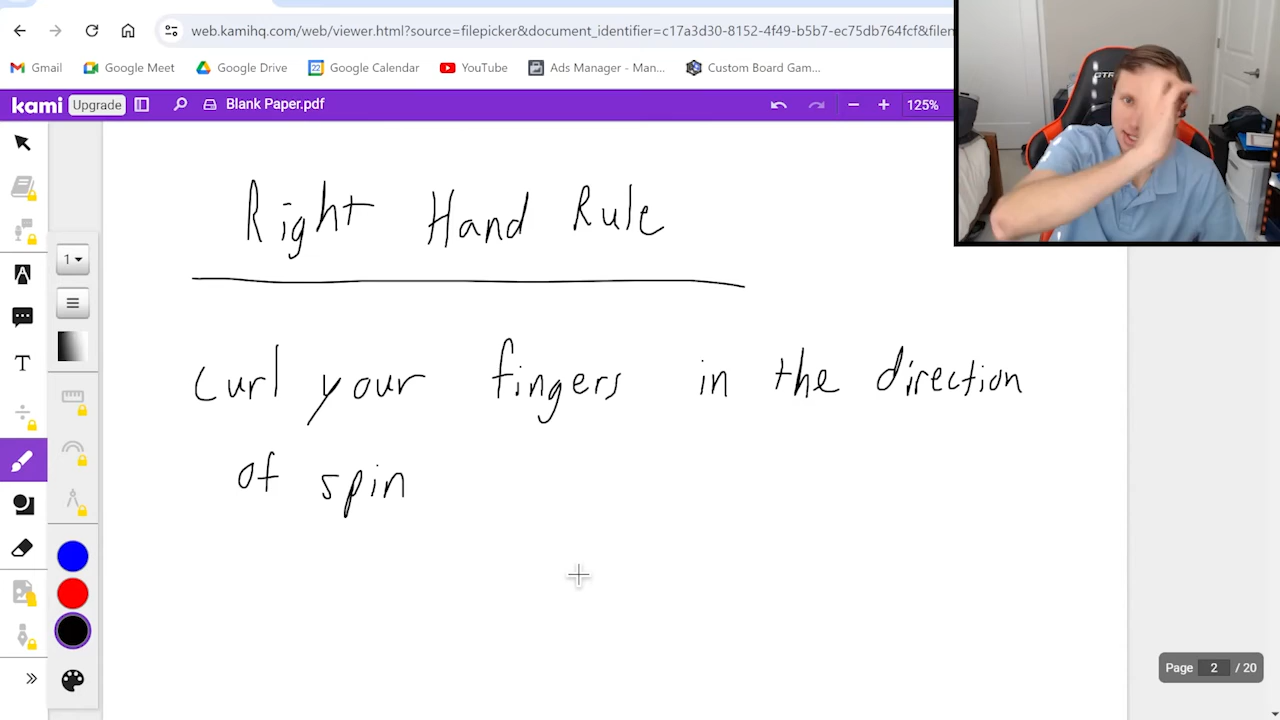 web.kamihq.com/web/viewer.html?source=filepicker&document_identifier=c17a3d30-8152-4f49-b5b7-ec75db764fcf&filen
Gmail Google Meet Google Drive 22 Google Calendar YouTube Ads Manager - Man... Custom Board Gam...
kami Upgrade Blank Paper.pdf 125%
Right Hand Rule
1
curl your fingers in the direction
T
of spin
Page 2 / 20